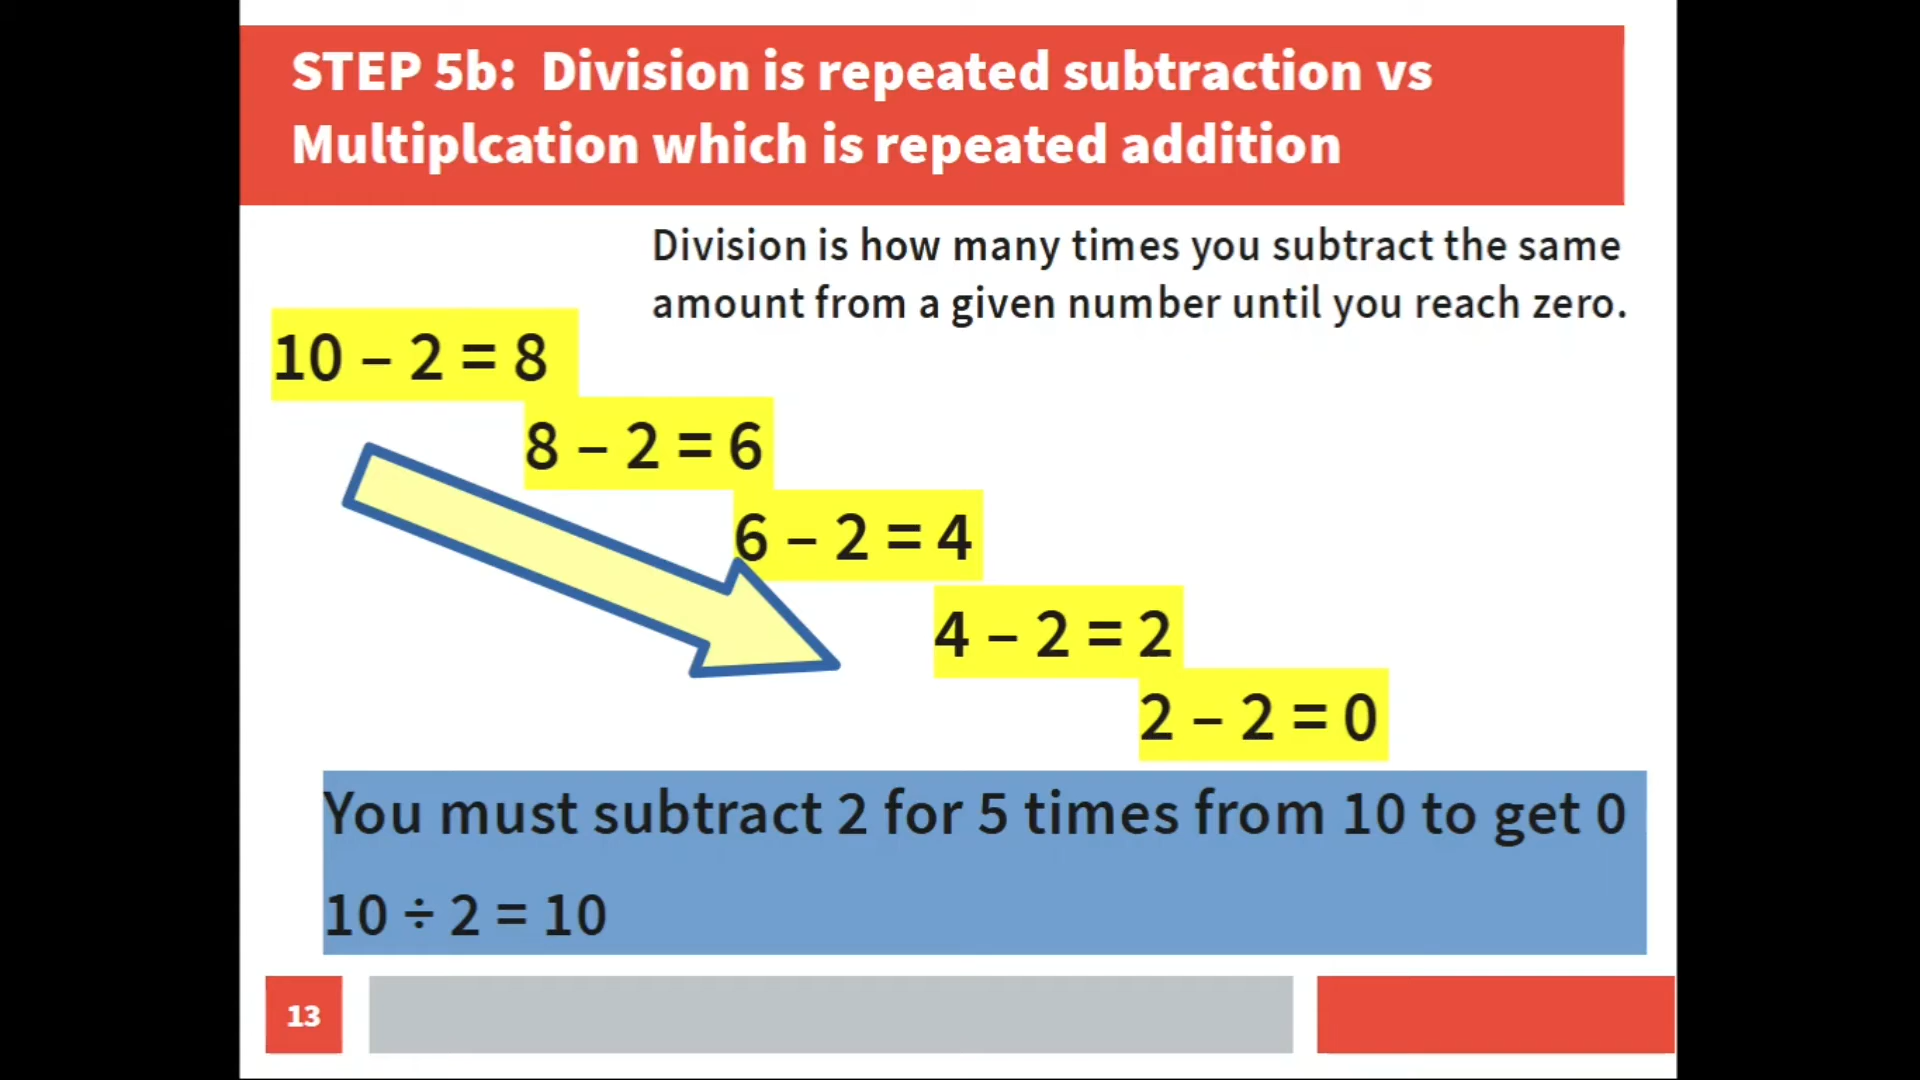 STEP 5b: Division is repeated subtraction vs
Multiplcation which is repeated addition
Division is how many times you subtract the same
amount from a given number until you reach zero.
10 – 2 = 8
8 – 2 = 6
6 – 2 = 4
4 – 2 = 2
2 – 2 = 0
You must subtract 2 for 5 times from 10 to get 0
10 ÷ 2 = 10
13